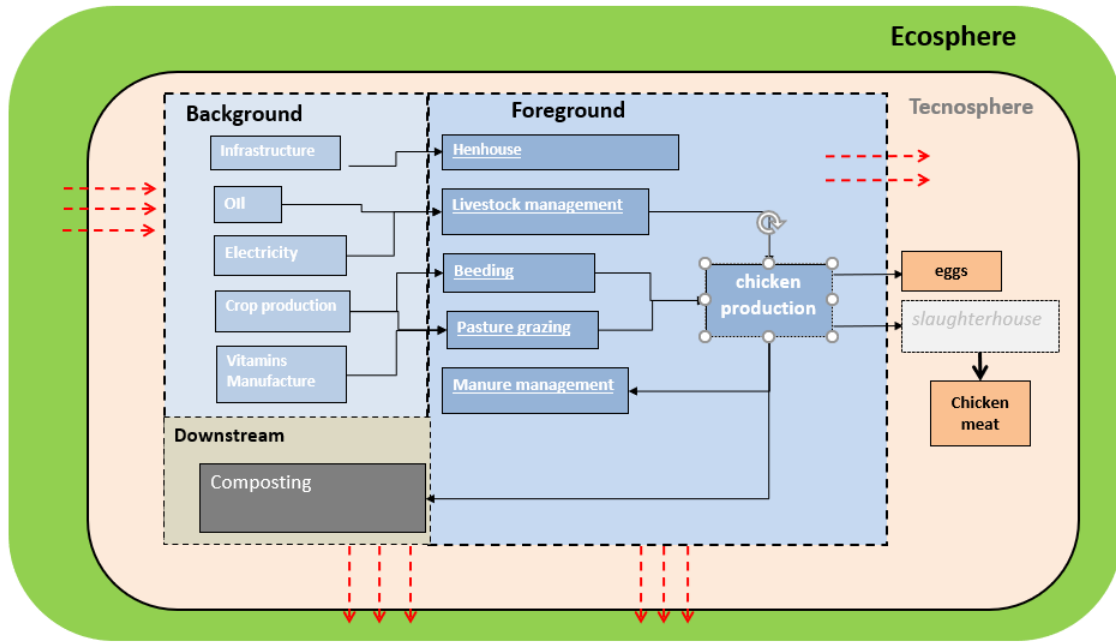 Ecosphere
Tecnosphere
Background
Foreground
Infrastructure
OIl
Electricity
Crop production
Vitamins
Manufacture
Henhouse
Livestock management
Beeding
Pasture grazing
Manure management
chicken
production
eggs
slaughterhouse
Chicken
meat
Downstream
Composting